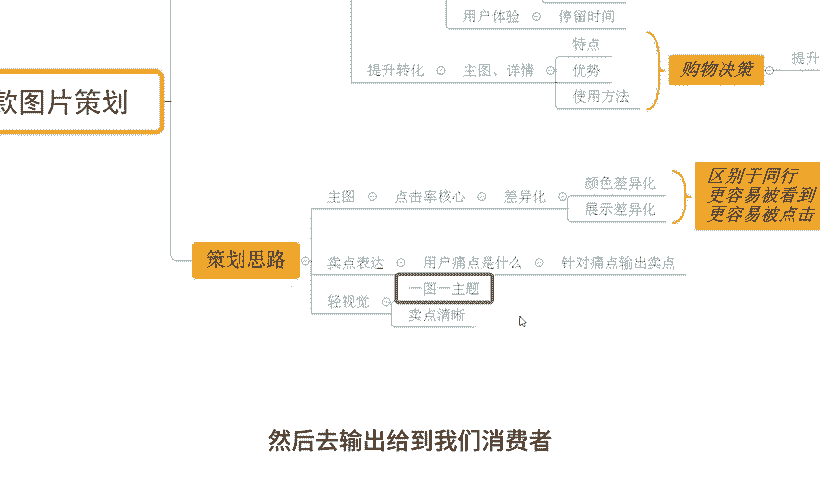 用户体验 停留时间
特点
提升转化 主图、详情 优势 购物决策 提升
使用方法
款图片策划
颜色差异化
主图 点击率核心 差异化
展示差异化
区别于同行
更容易被看到
更容易被点击
策划思路
卖点表达 用户痛点是什么 针对痛点输出卖点
一图一主题
轻视觉
卖点清晰
然后去输出给到我们消费者